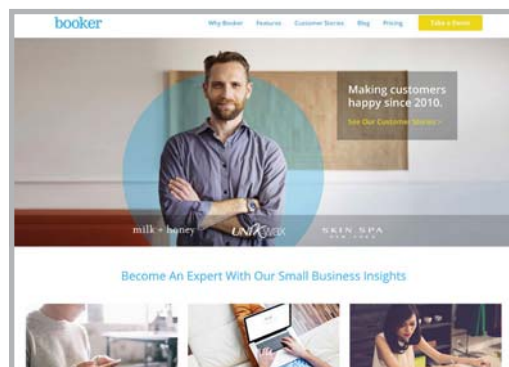 booker
Why Booker Features Customer Stories Blog Pricing Take a Demo
Making customers
happy since 2010.
See Our Customer Stories >
milk + honey UNIKWAX SKIN SPA
NEW YORK
Become An Expert With Our Small Business Insights